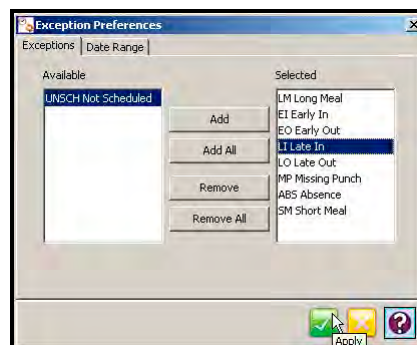 Exception Preferences
Exceptions
Date Range
Available
UNSCH Not Scheduled
Add
Add All
Remove
Remove All
Selected
LM Long Meal
EI Early In
EO Early Out
LI Late In
LO Late Out
MP Missing Punch
ABS Absence
SM Short Meal
Apply